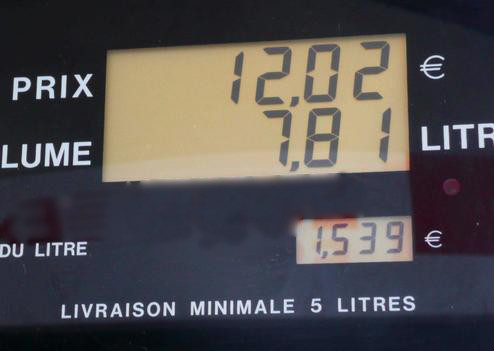 PRIX 12,02 €
LUME 7,81 LITR
DU LITRE 1,539 €
LIVRAISON MINIMALE 5 LITRES